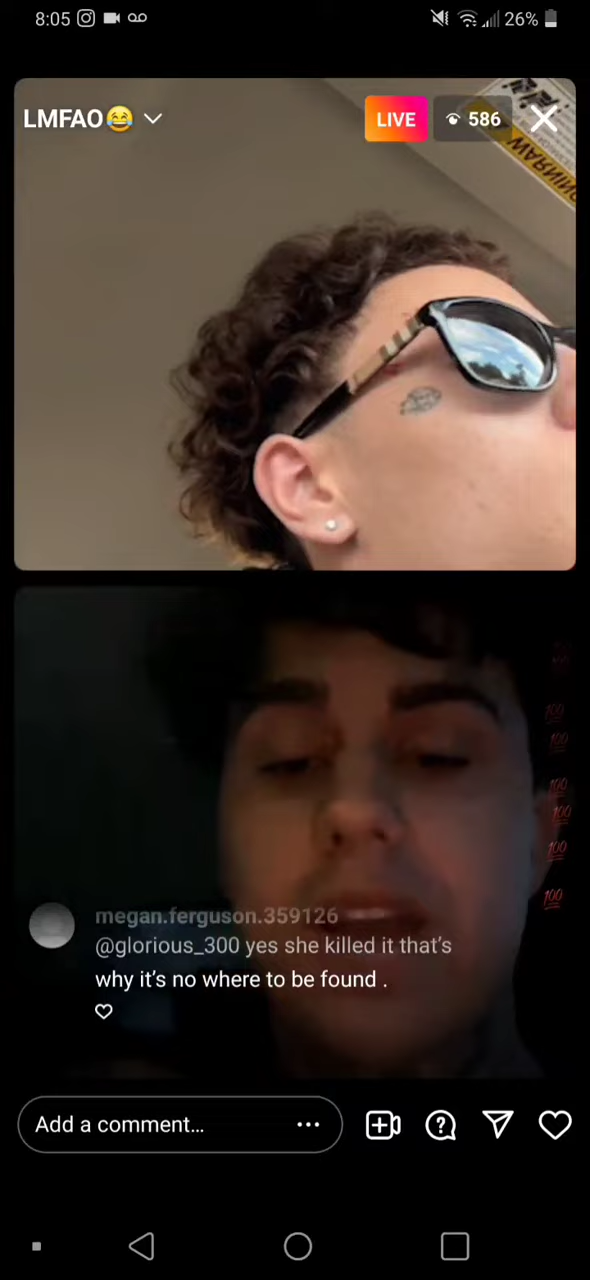 8:05 26%
LMFAO😂 LIVE 586
WARNING
megan.ferguson.359126
@glorious_300 yes she killed it that's
why it's no where to be found .
Add a comment...